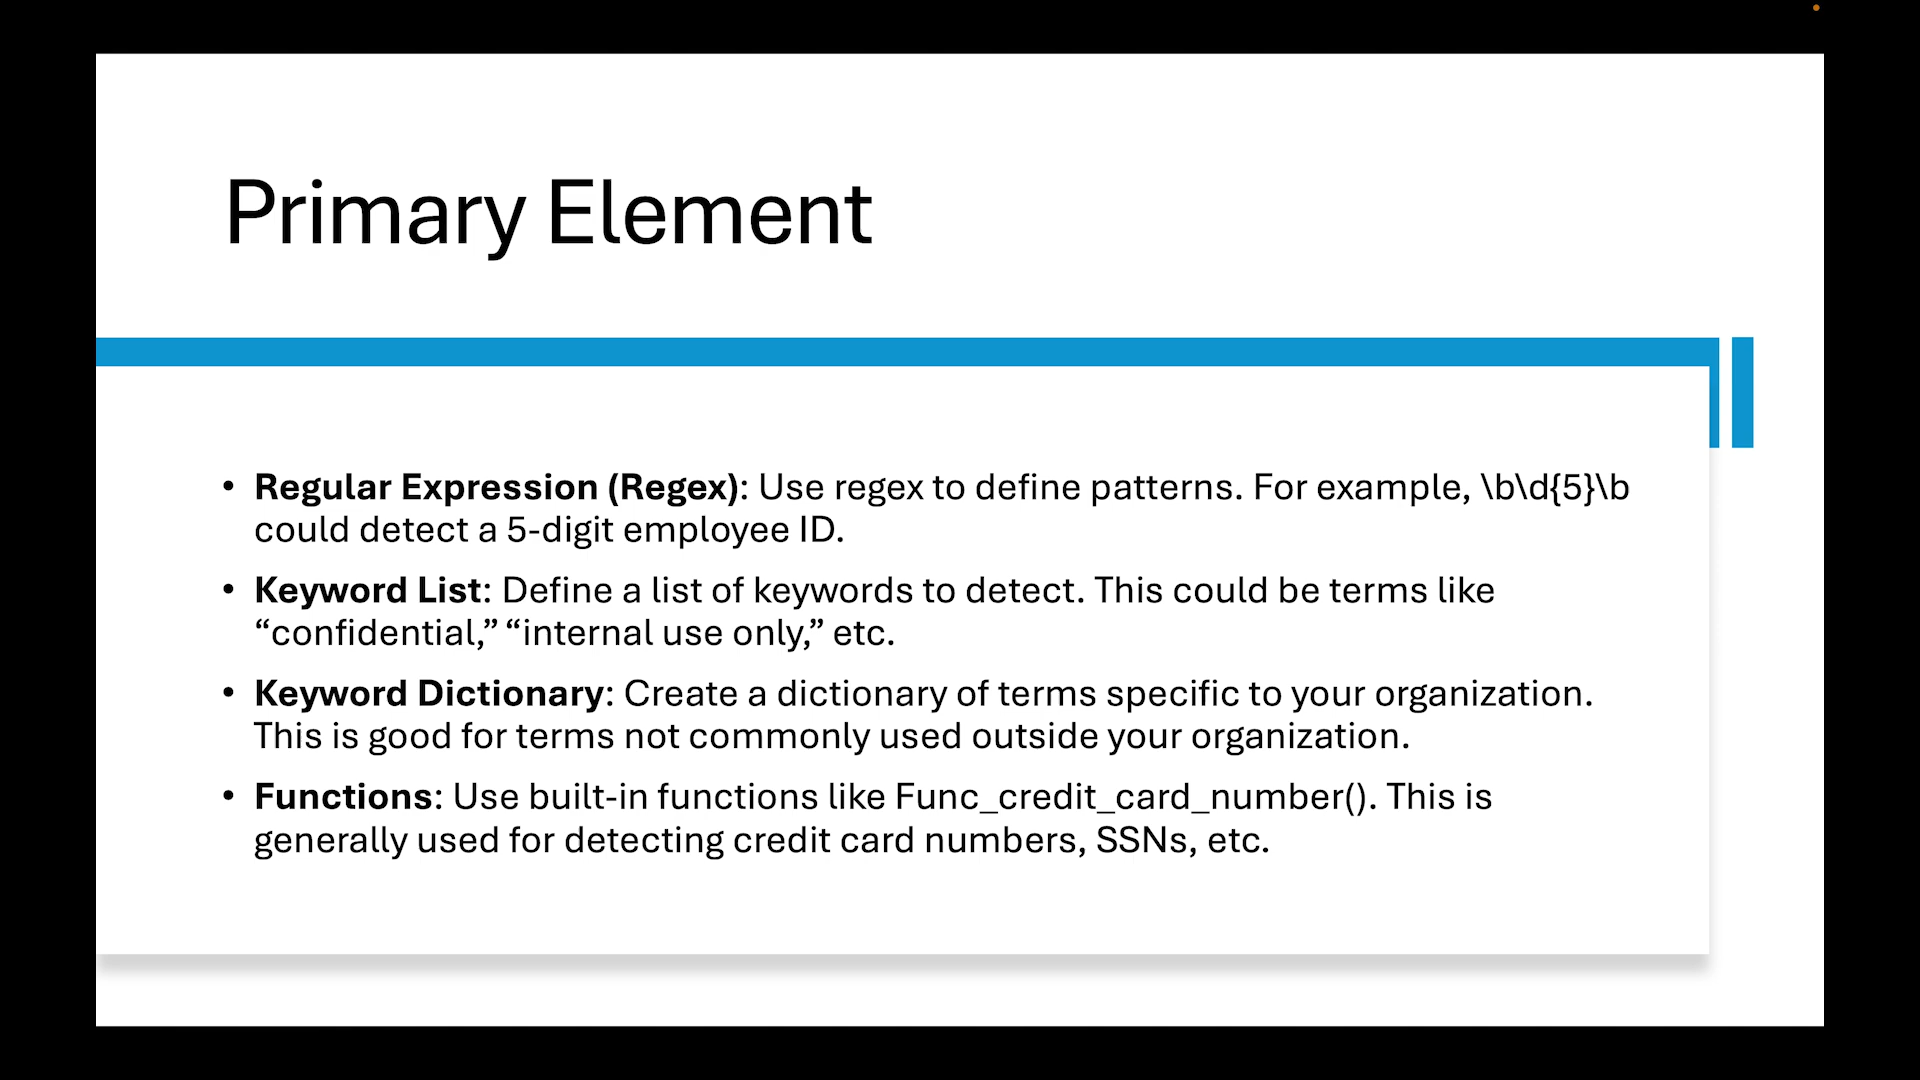 Primary Element
• Regular Expression (Regex): Use regex to define patterns. For example, \b\d{5}\b
could detect a 5-digit employee ID.
• Keyword List: Define a list of keywords to detect. This could be terms like
“confidential,” “internal use only,” etc.
• Keyword Dictionary: Create a dictionary of terms specific to your organization.
This is good for terms not commonly used outside your organization.
• Functions: Use built-in functions like Func_credit_card_number(). This is
generally used for detecting credit card numbers, SSNs, etc.